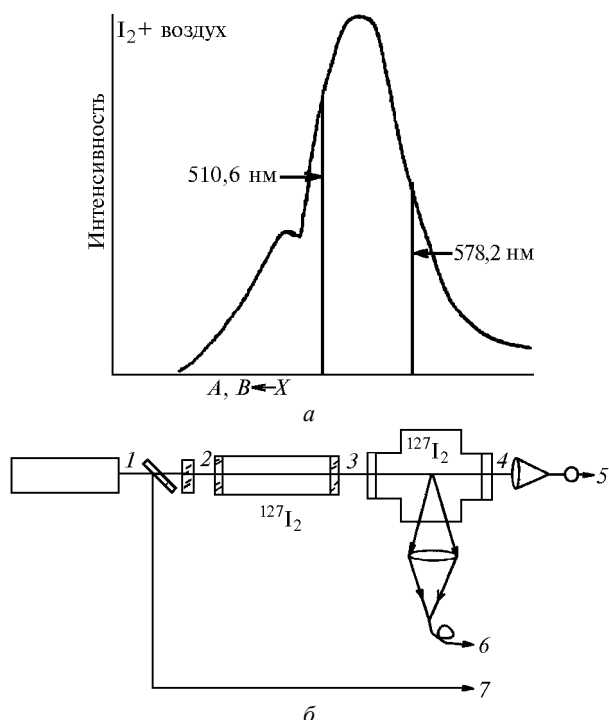 I₂+ воздух
Интенсивность
510,6 нм
578,2 нм
A, B←X
а
1
2
3
¹²⁷I₂
4
5
¹²⁷I₂
6
7
б